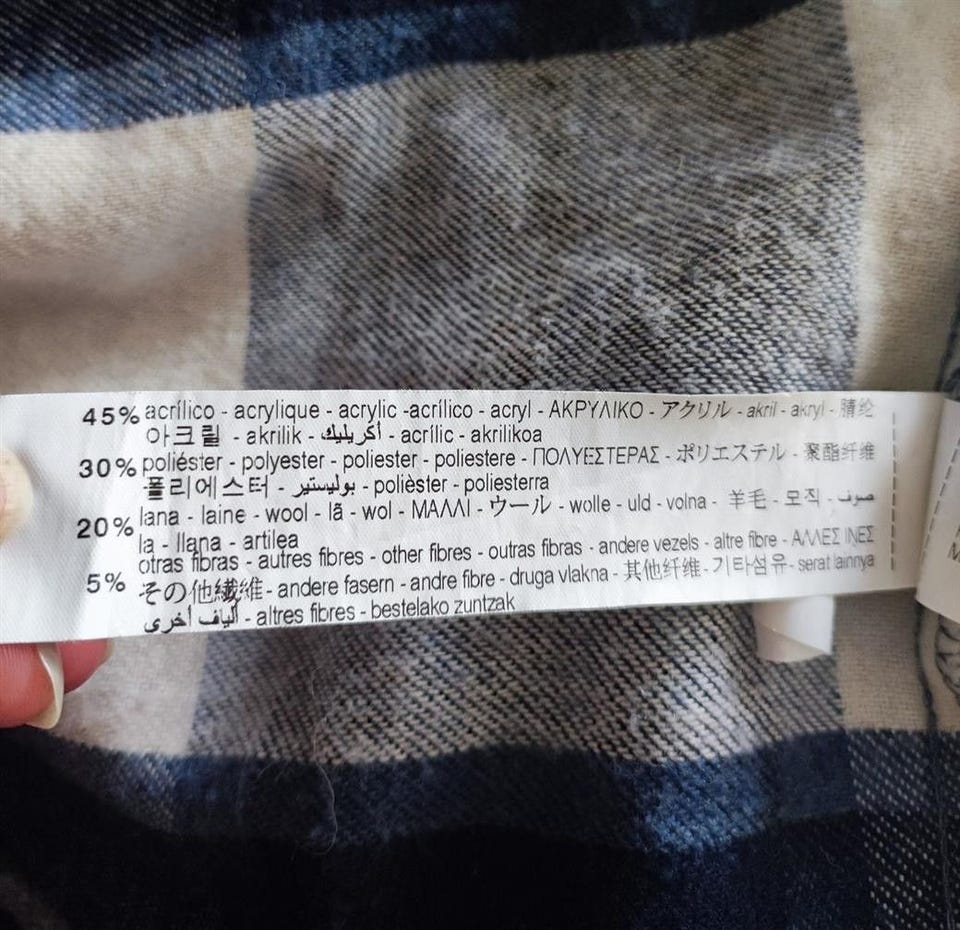 45% acrílico - acrylique - acrylic -acrílico - acryl - ΑΚΡΥΛΙΚΟ - アクリル - akril - akryl - 腈纶
아크릴 - akrilik - أكريليك - acrílic - akrilikoa
30% poliéster - polyester - poliester - poliestere - ΠΟΛΥΕΣΤΕΡΑΣ - ポリエステル - 聚酯纤维
폴리에스터 - بوليستير - polièster - poliesterra
20% lana - laine - wool - lã - wol - ΜΑΛΛΙ - ウール - wolle - uld - volna - 羊毛 - 모직 - صوف
la - llana - artilea
5% otras fibras - autres fibres - other fibres - outras fibras - andere vezels - altre fibre - ΑΛΛΕΣ ΙΝΕΣ
その他繊維 - andere fasern - andre fibre - druga vlakna - 其他纤维 - 기타섬유 - serat lainnya
ألياف أخرى - altres fibres - bestelako zuntzak